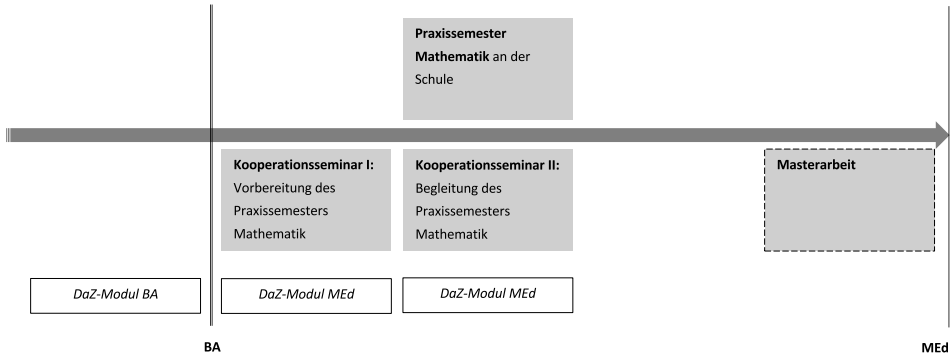 Praxissemester
Mathematik an der
Schule
Kooperationsseminar I:
Vorbereitung des
Praxissemesters
Mathematik
Kooperationsseminar II:
Begleitung des
Praxissemesters
Mathematik
Masterarbeit
DaZ-Modul BA
DaZ-Modul MEd
DaZ-Modul MEd
BA
MEd